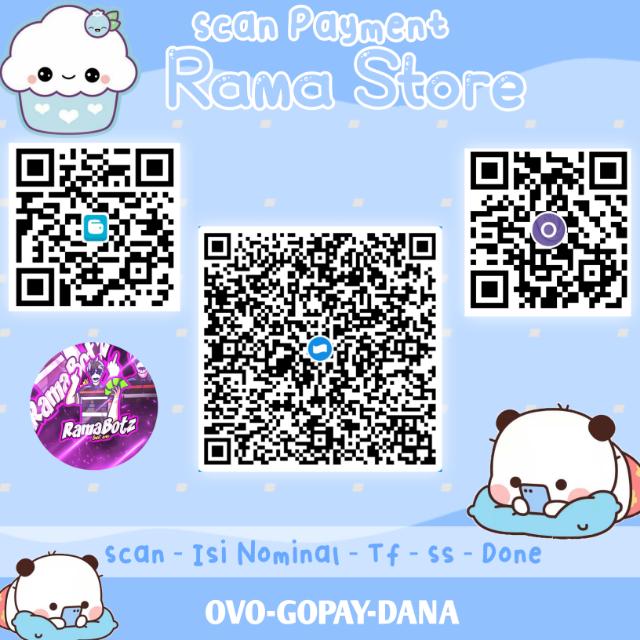 Scan Payment
Rama Store
RamaBotz
Scan - Isi Nominal - Tf - Ss - Done
OVO-GOPAY-DANA